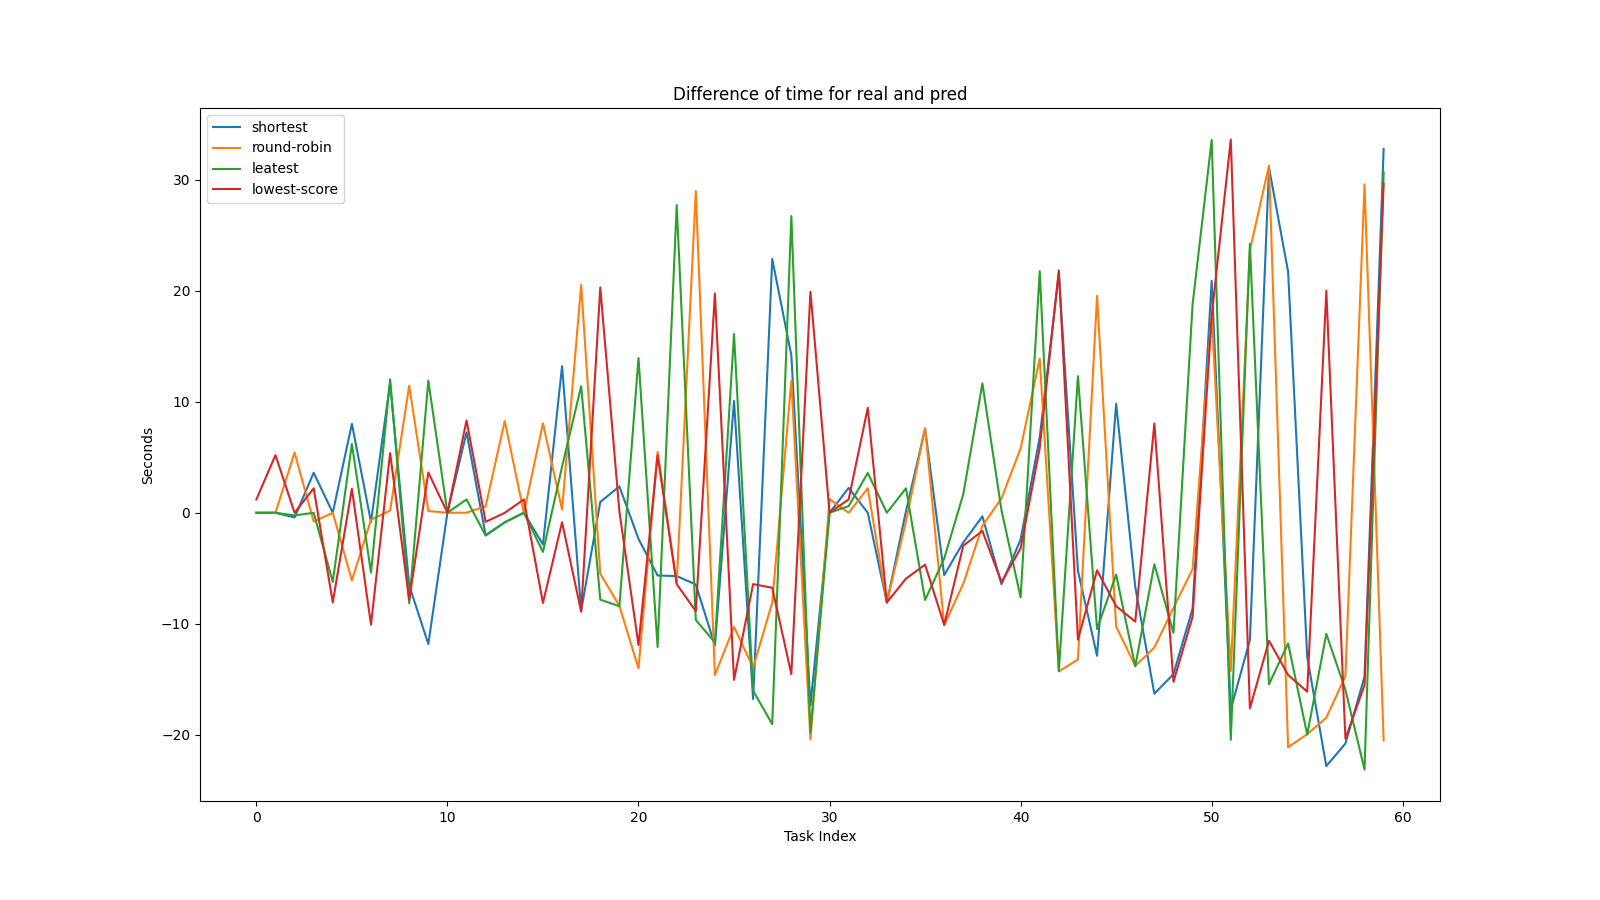 Difference of time for real and pred
shortest
round-robin
leatest
lowest-score
30
20
10
0
−10
−20
Seconds
0 10 20 30 40 50 60
Task Index